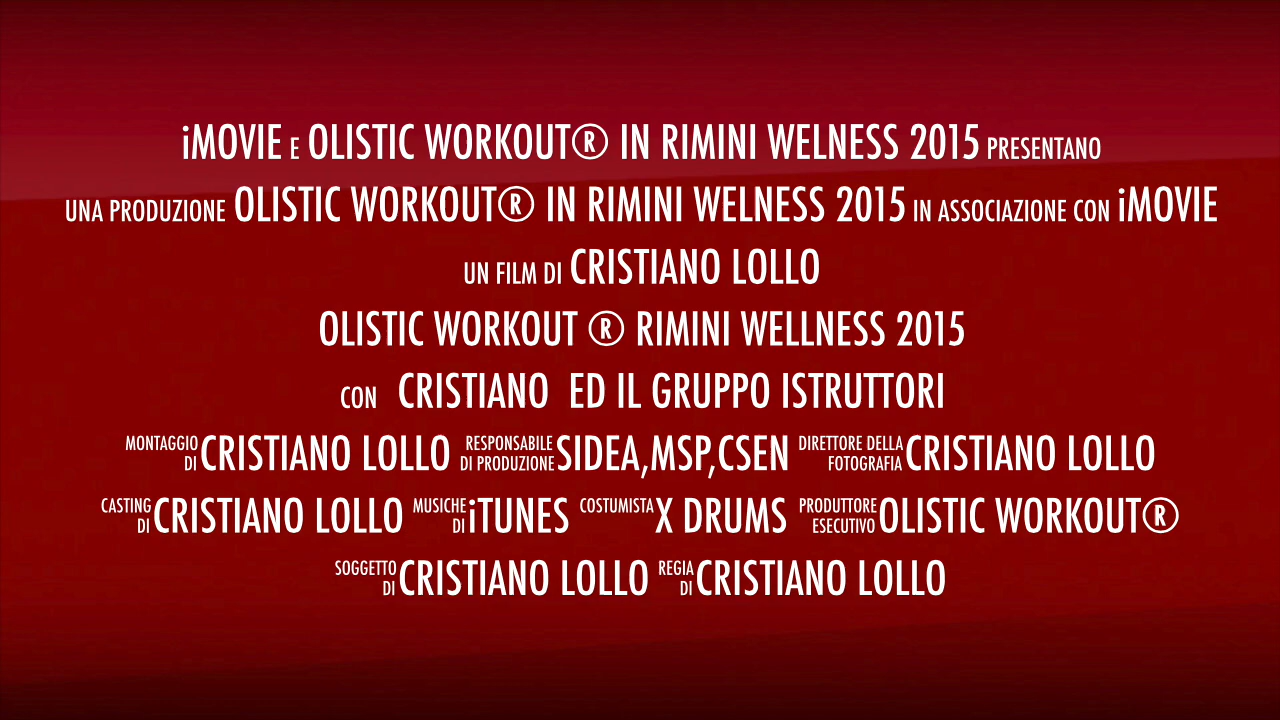 iMOVIE E OLISTIC WORKOUT® IN RIMINI WELNESS 2015 PRESENTANO
UNA PRODUZIONE OLISTIC WORKOUT® IN RIMINI WELNESS 2015 IN ASSOCIAZIONE CON iMOVIE
UN FILM DI CRISTIANO LOLLO
OLISTIC WORKOUT ® RIMINI WELLNESS 2015
CON CRISTIANO ED IL GRUPPO ISTRUTTORI
MONTAGGIO DI CRISTIANO LOLLO RESPONSABILE DI PRODUZIONE SIDEA,MSP,CSEN DIRETTORE DELLA FOTOGRAFIA CRISTIANO LOLLO
CASTING DI CRISTIANO LOLLO MUSICHE DI iTUNES COSTUMISTA X DRUMS PRODUTTORE ESECUTIVO OLISTIC WORKOUT®
SOGGETTO DI CRISTIANO LOLLO REGIA DI CRISTIANO LOLLO